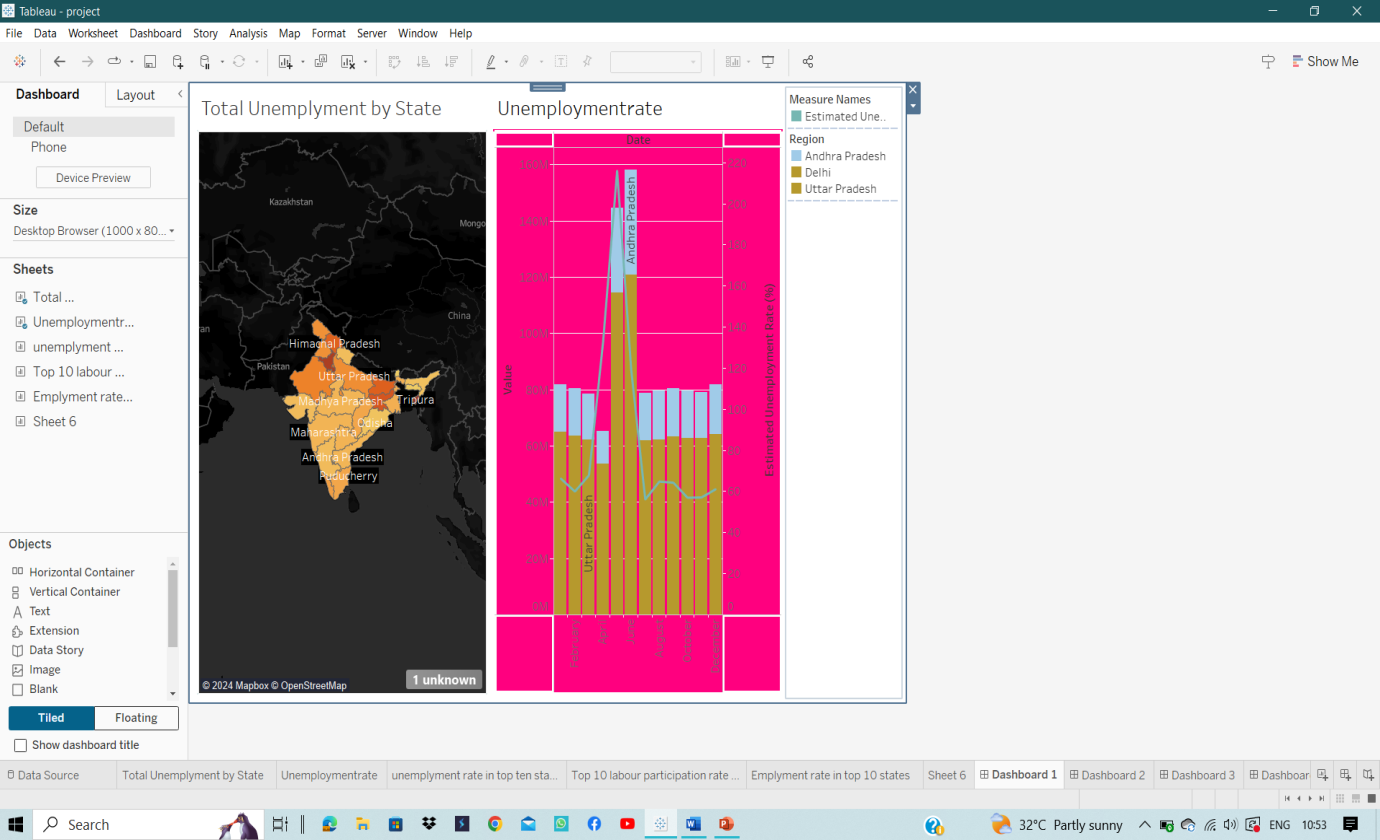 Tableau - project
File Data Worksheet Dashboard Story Analysis Map Format Server Window Help
Show Me
Dashboard
Layout
Default
Phone
Device Preview
Size
Desktop Browser (1000 x 80...
Sheets
Total ...
Unemploymentr...
unemplyment ...
Top 10 labour ...
Emplyment rate...
Sheet 6
Objects
Horizontal Container
Vertical Container
Text
Extension
Data Story
Image
Blank
Tiled
Floating
Show dashboard title
Total Unemplyment by State
Kazakhstan
Mongo
China
ran
Pakistan
Himachal Pradesh
Uttar Pradesh
Madhya Pradesh
Tripura
Odisha
Maharashtra
Andhra Pradesh
Puducherry
© 2024 Mapbox © OpenStreetMap
1 unknown
Unemploymentrate
Date
160M
140M
120M
100M
80M
60M
40M
20M
0M
Value
Andhra Pradesh
Uttar Pradesh
220
200
180
160
140
120
100
80
60
40
20
0
Estimated Unemployment Rate (%)
February
April
June
August
October
December
Measure Names
Estimated Une..
Region
Andhra Pradesh
Delhi
Uttar Pradesh
Data Source
Total Unemplyment by State
Unemploymentrate
unemplyment rate in top ten sta...
Top 10 labour participation rate ...
Emplyment rate in top 10 states
Sheet 6
Dashboard 1
Dashboard 2
Dashboard 3
Dashboar
Search
32°C Partly sunny
ENG
10:53